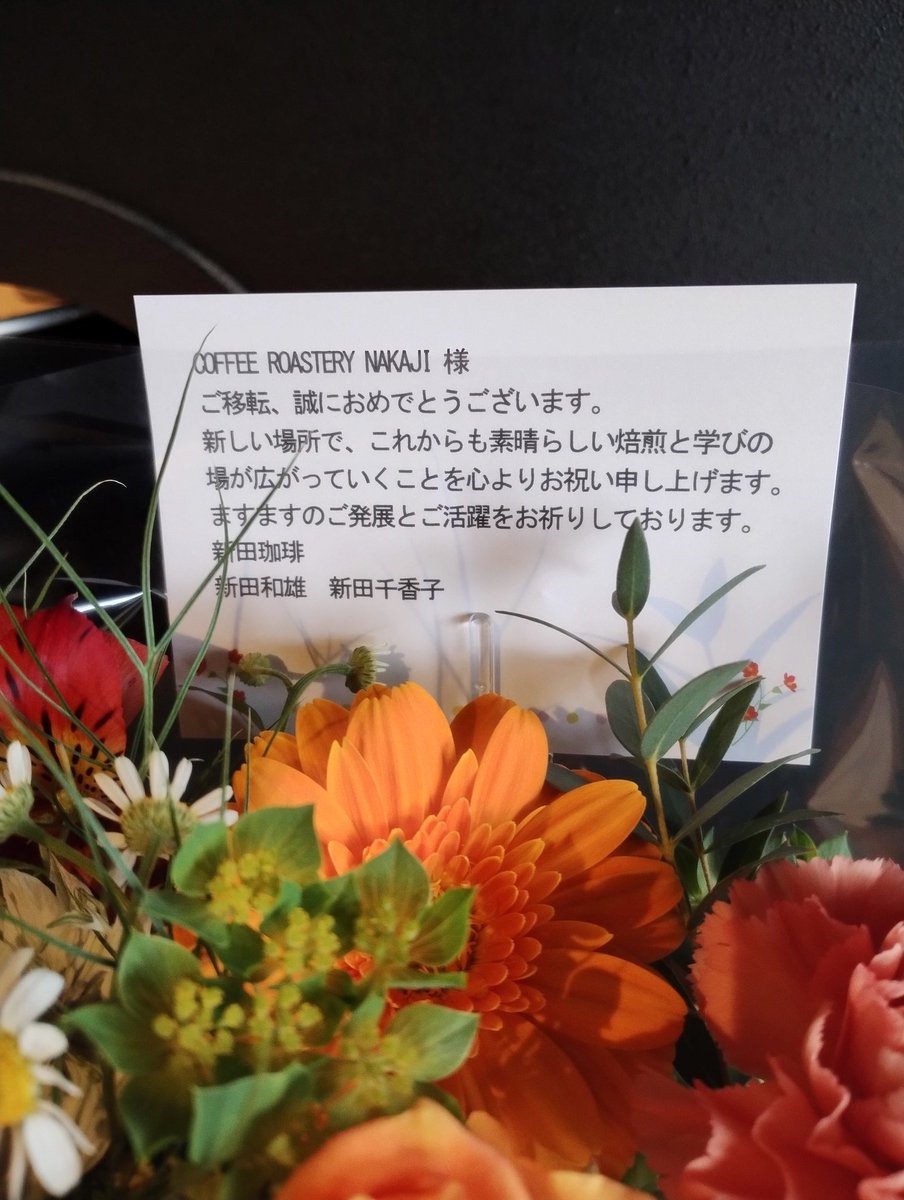 COFFEE ROASTERY NAKAJI 様
ご移転、誠におめでとうございます。
新しい場所で、これからも素晴らしい焙煎と学びの
場が広がっていくことを心よりお祝い申し上げます。
ますますのご発展とご活躍をお祈りしております。
新田珈琲
新田和雄　新田千香子